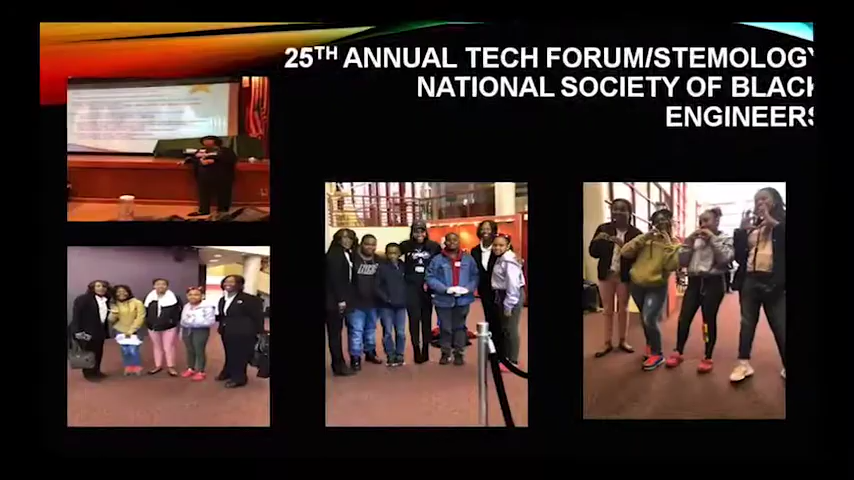 25TH ANNUAL TECH FORUM/STEMOLOGY
NATIONAL SOCIETY OF BLACK
ENGINEERS